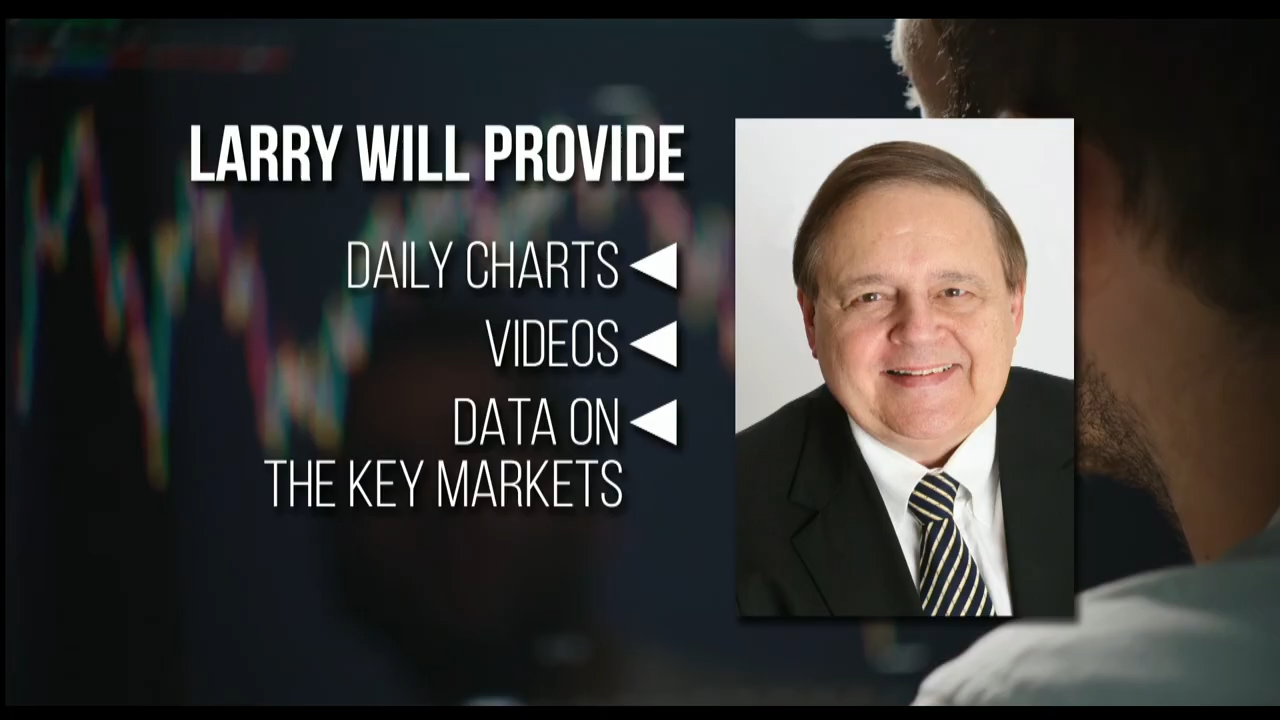 LARRY WILL PROVIDE
DAILY CHARTS
VIDEOS
DATA ON
THE KEY MARKETS